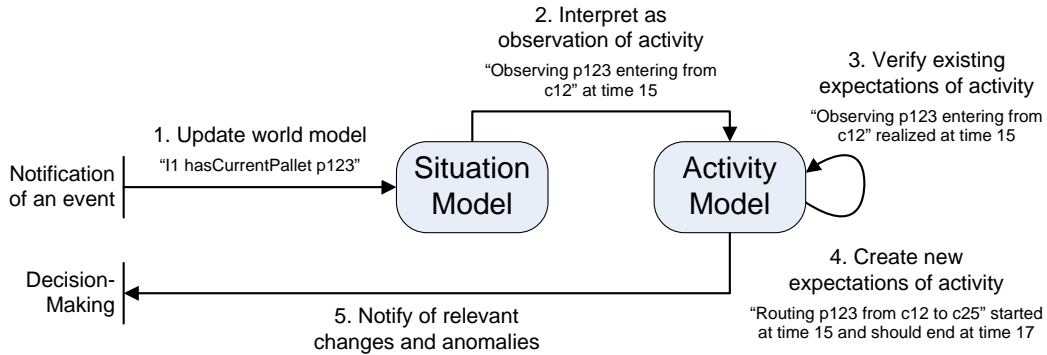 2. Interpret as
observation of activity
“Observing p123 entering from
c12” at time 15
3. Verify existing
expectations of activity
“Observing p123 entering from
c12” realized at time 15
1. Update world model
“I1 hasCurrentPallet p123”
Notification
of an event
Situation
Model
Activity
Model
4. Create new
expectations of activity
“Routing p123 from c12 to c25” started
at time 15 and should end at time 17
Decision-
Making
5. Notify of relevant
changes and anomalies